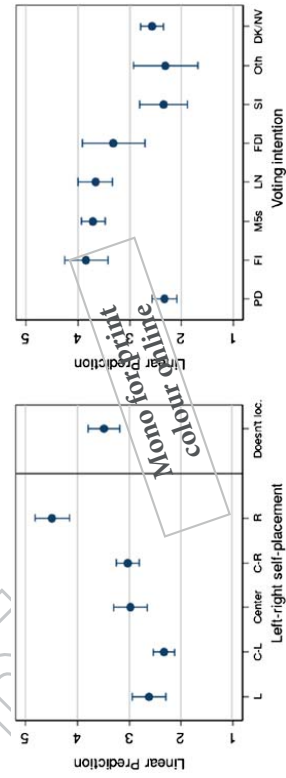 5
4
3
2
1
Linear Prediction
L
C-L
Center
C-R
R
Doesn't loc.
Left-right self-placement
5
4
3
2
1
Linear Prediction
PD
FI
M5s
LN
FDI
SI
Oth
DK/NV
Voting intention
Mono for print
colour online